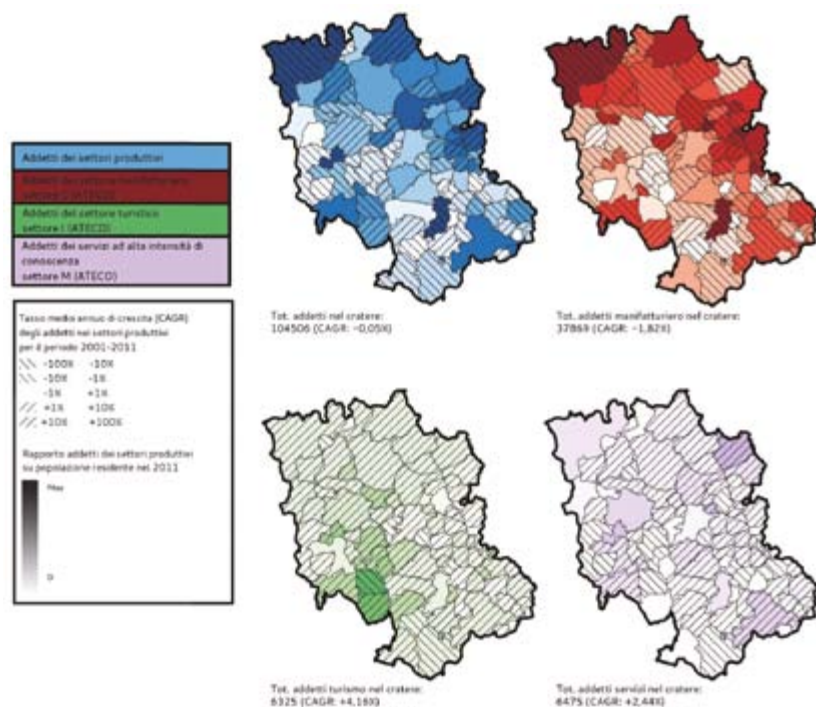 Addetti dei settori produttivi
Addetti del settore manifatturiero
settore C (ATECO)
Addetti del settore turistico
settore I (ATECO)
Addetti dei servizi ad alta intensità di
conoscenza
settore M (ATECO)
Tasso medio annuo di crescita (CAGR)
degli addetti nei settori produttivi
per il periodo 2001-2011
-100% -10%
-10% -1%
-1% +1%
+1% +10%
+10% +100%
Rapporto addetti dei settori produttivi
su popolazione residente nel 2011
Max
0
Tot. addetti nel cratere:
104506 (CAGR: -0,05%)
Tot. addetti manifatturiero nel cratere:
37869 (CAGR: -1,82%)
Tot. addetti turismo nel cratere:
6325 (CAGR: +4,16%)
Tot. addetti servizi nel cratere:
6475 (CAGR: +2,44%)